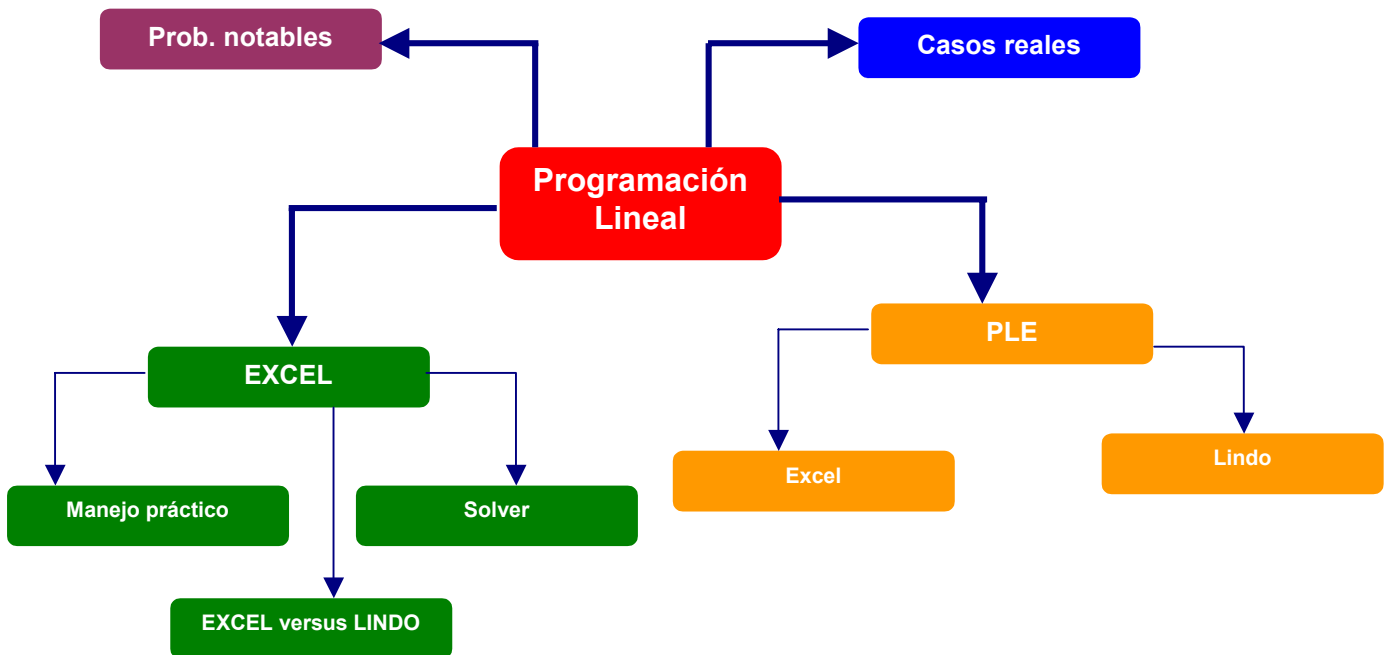 Prob. notables
Casos reales
Programación
Lineal
PLE
EXCEL
Excel
Lindo
Manejo práctico
Solver
EXCEL versus LINDO